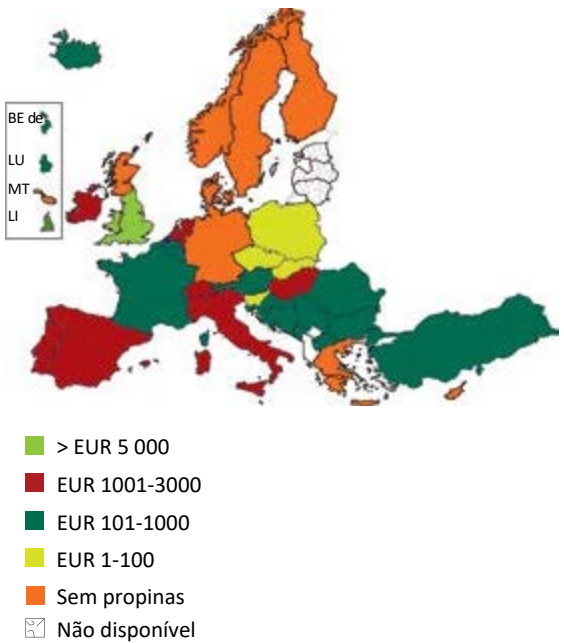 BE de
LU
MT
LI
> EUR 5 000
EUR 1001-3000
EUR 101-1000
EUR 1-100
Sem propinas
Não disponível